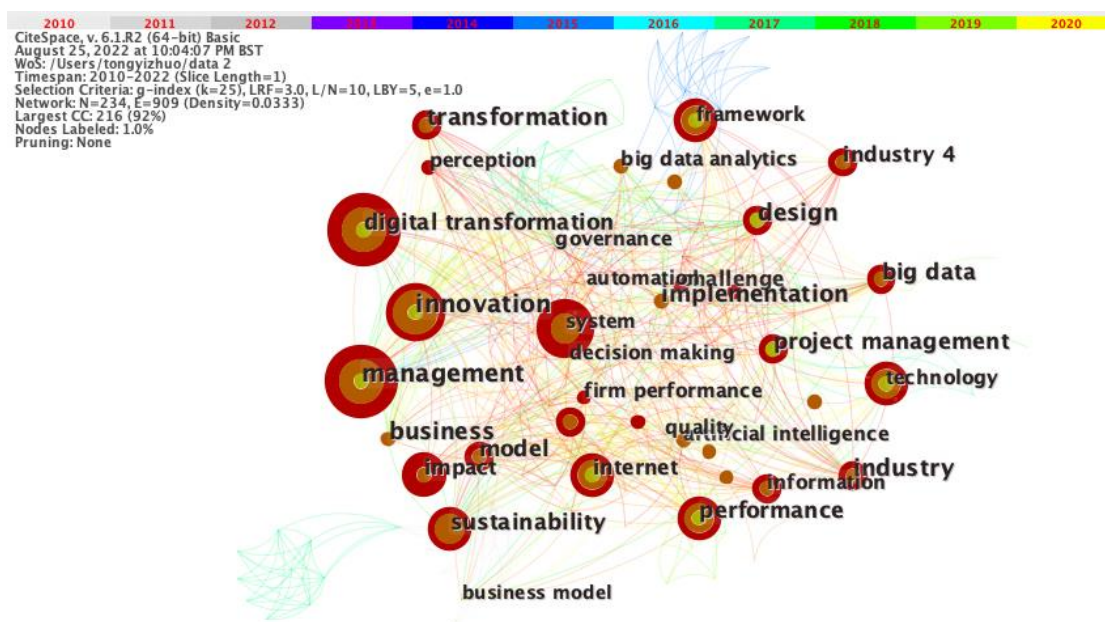 2010 2011 2012 2013 2014 2015 2016 2017 2018 2019 2020
CiteSpace, v. 6.1.R2 (64-bit) Basic
August 25, 2022 at 10:04:07 PM BST
WoS: /Users/tongyizhuo/data 2
Timespan: 2010-2022 (Slice Length=1)
Selection Criteria: g-index (k=25), LRF=3.0, L/N=10, LBY=5, e=1.0
Network: N=234, E=909 (Density=0.0333)
Largest CC: 216 (92%)
Nodes Labeled: 1.0%
Pruning: None
transformation
framework
perception
big data analytics
industry 4
digital transformation
design
governance
automation
challenge
big data
innovation
implementation
system
decision making
project management
management
firm performance
technology
business
quality
artificial intelligence
model
impact
internet
industry
information
sustainability
performance
business model